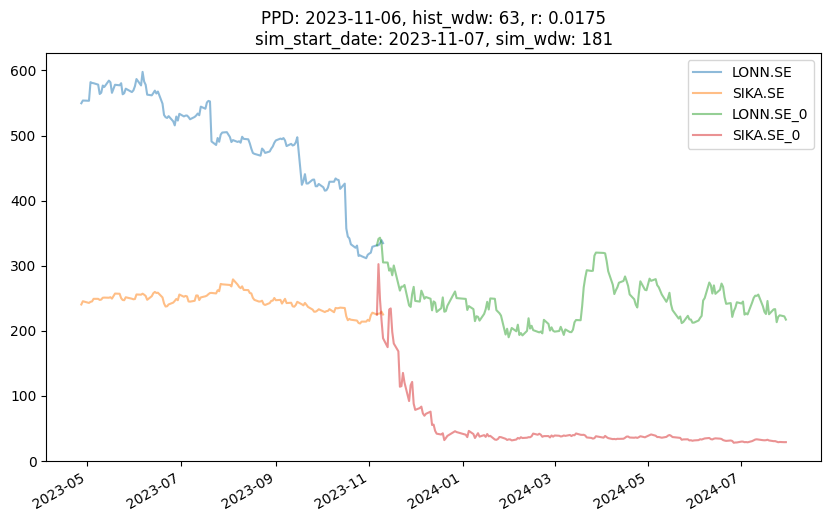 PPD: 2023-11-06, hist_wdw: 63, r: 0.0175
sim_start_date: 2023-11-07, sim_wdw: 181
LONN.SE
SIKA.SE
LONN.SE_0
SIKA.SE_0
600
500
400
300
200
100
0
2023-05
2023-07
2023-09
2023-11
2024-01
2024-03
2024-05
2024-07